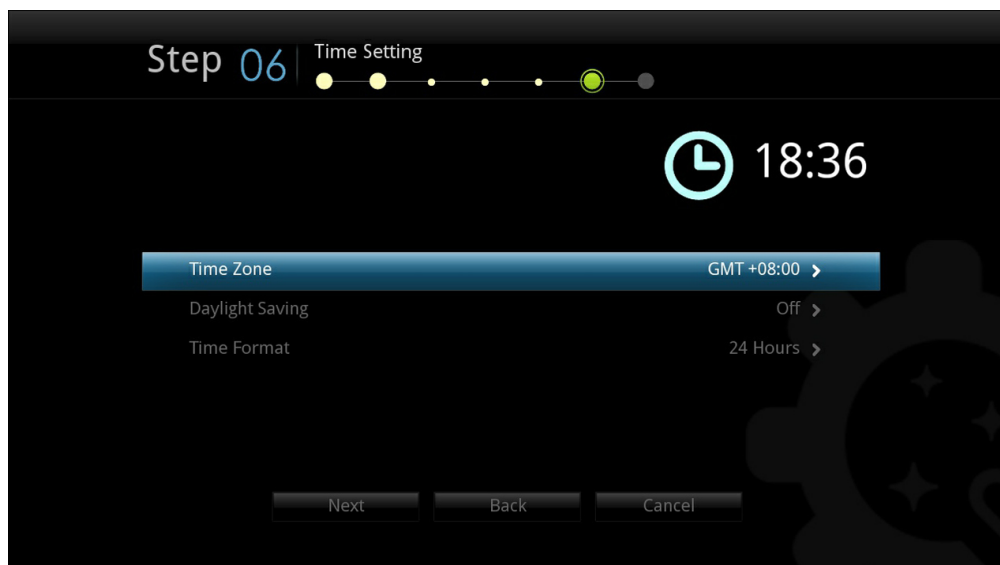 Step 06
Time Setting
18:36
Time Zone GMT +08:00
Daylight Saving Off
Time Format 24 Hours
Next Back Cancel